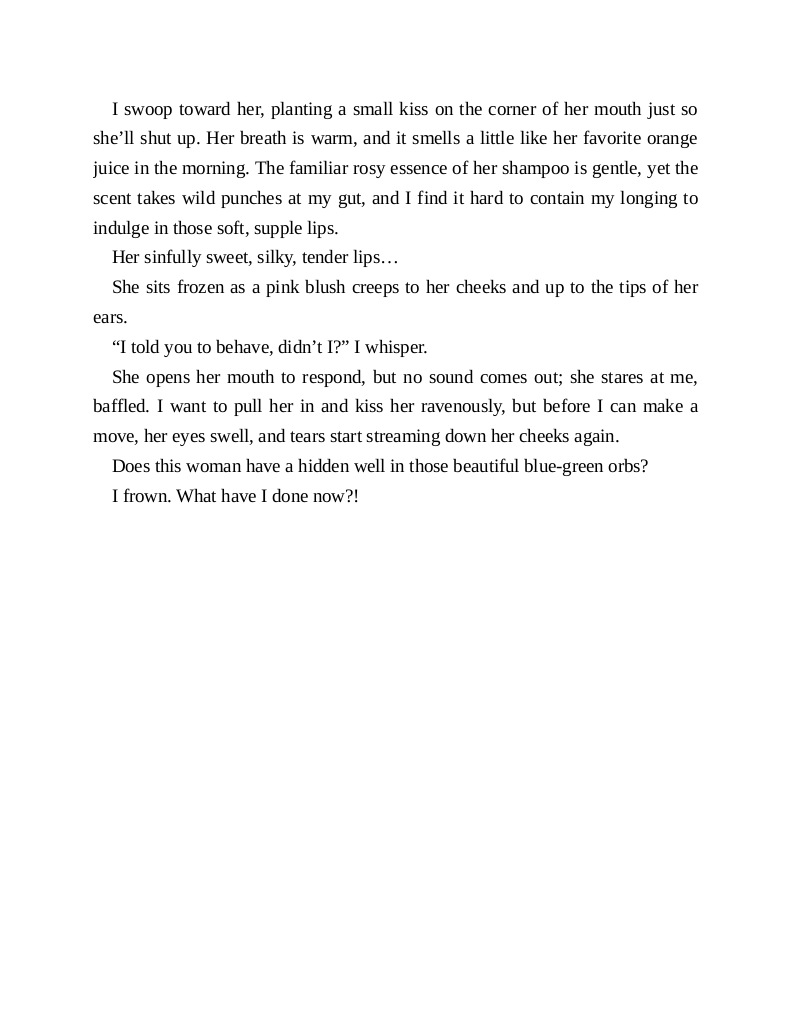 I swoop toward her, planting a small kiss on the corner of her mouth just so
she’ll shut up. Her breath is warm, and it smells a little like her favorite orange
juice in the morning. The familiar rosy essence of her shampoo is gentle, yet the
scent takes wild punches at my gut, and I find it hard to contain my longing to
indulge in those soft, supple lips.
Her sinfully sweet, silky, tender lips…
She sits frozen as a pink blush creeps to her cheeks and up to the tips of her
ears.
“I told you to behave, didn’t I?” I whisper.
She opens her mouth to respond, but no sound comes out; she stares at me,
baffled. I want to pull her in and kiss her ravenously, but before I can make a
move, her eyes swell, and tears start streaming down her cheeks again.
Does this woman have a hidden well in those beautiful blue-green orbs?
I frown. What have I done now?!